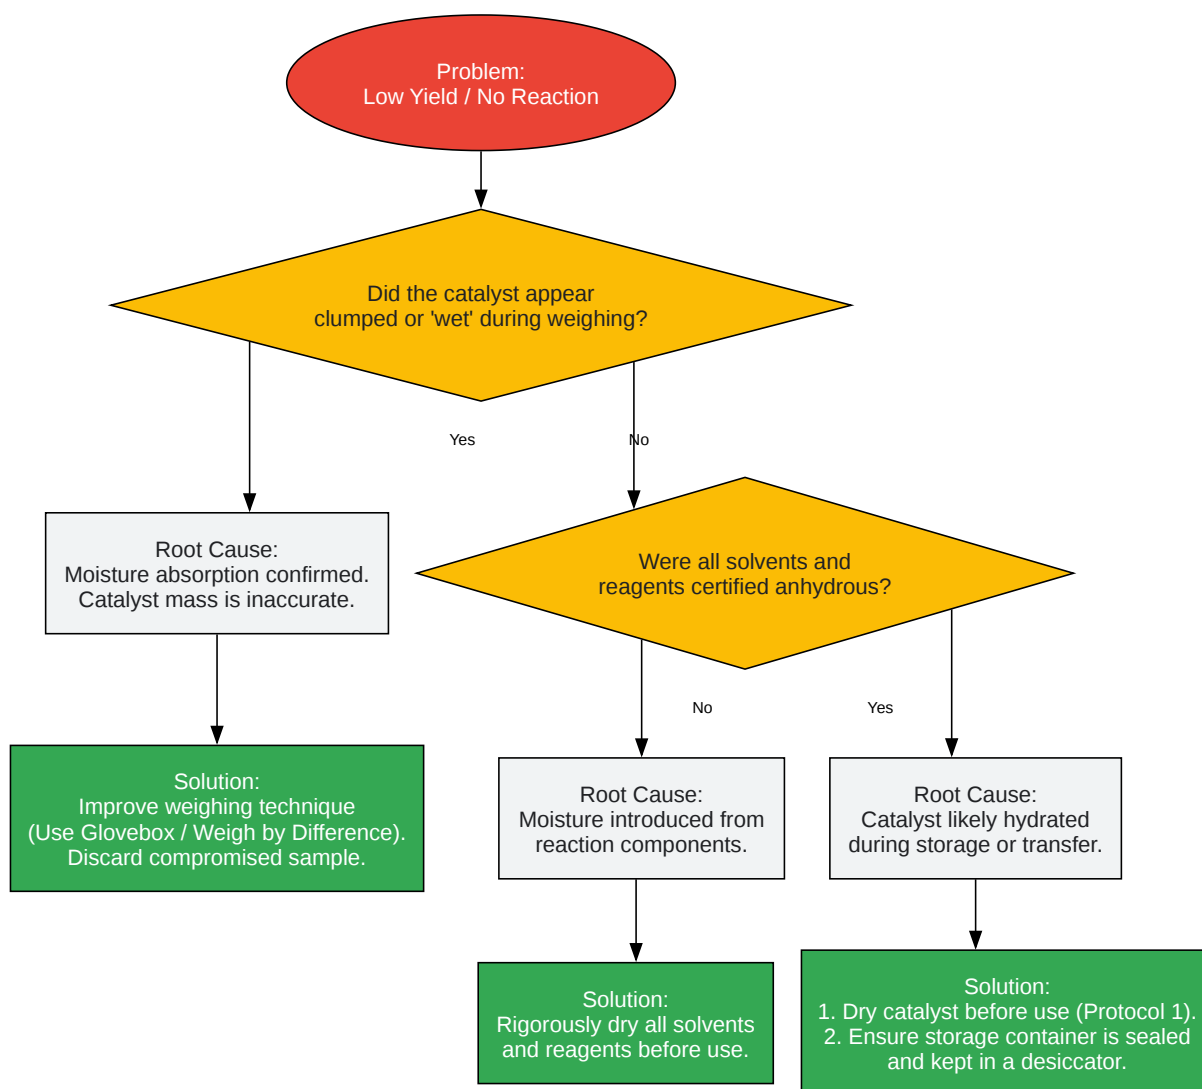 Problem:
Low Yield / No Reaction
Did the catalyst appear
clumped or 'wet' during weighing?
Yes
No
Root Cause:
Moisture absorption confirmed.
Catalyst mass is inaccurate.
Were all solvents and
reagents certified anhydrous?
No
Yes
Solution:
Improve weighing technique
(Use Glovebox / Weigh by Difference).
Discard compromised sample.
Root Cause:
Moisture introduced from
reaction components.
Root Cause:
Catalyst likely hydrated
during storage or transfer.
Solution:
Rigorously dry all solvents
and reagents before use.
Solution:
1. Dry catalyst before use (Protocol 1).
2. Ensure storage container is sealed
and kept in a desiccator.